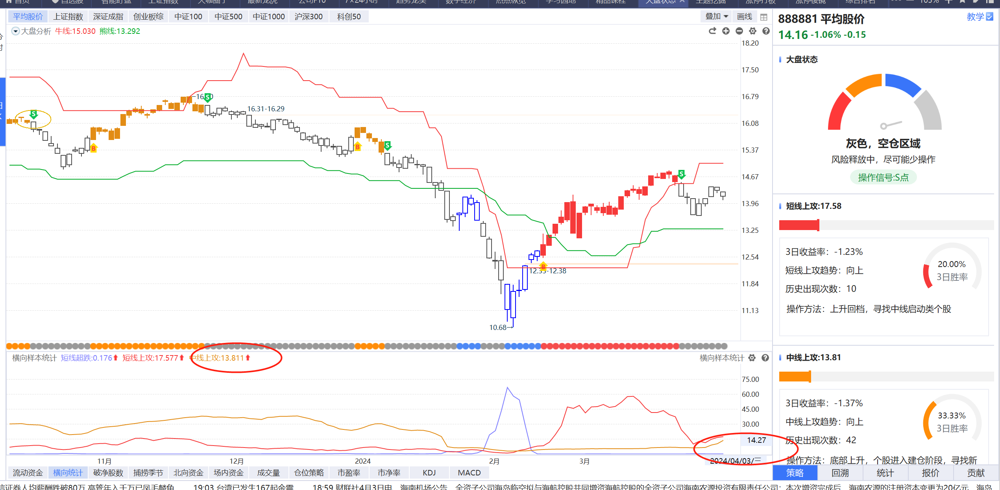 首页 自选股 智能盯盘 上证指数 大咖圈子 最新龙虎 公司F10 7×24小时 趋势龙头 数字经济 热点纵览 学习园地 精品课程 大盘状态 主题挖掘 涨停打板 涨停棱镜 综合排名 105%
平均股价 上证指数 深证成指 创业板综 中证100 中证500 中证1000 沪深300 科创50 叠加 画线
大盘分析 牛线:15.030 熊线:13.292
18.20
17.50
16.79
16.08
15.37
14.67
13.96
13.25
12.54
11.84
11.13
S
S
16.31-16.29
B
B
S
S
B
12.35-12.38
10.68→
横向样本统计 短线超跌:0.176 短线上攻:17.577 中线上攻:13.811 横向样本统计
75.00
60.00
45.00
30.00
14.27
11月 12月 2024 2月 3月 2024/04/03/三
流动资金 横向统计 破净股数 捕捞季节 北向资金 场内资金 成交量 仓位策略 市盈率 市净率 KDJ MACD
888881 平均股价 教学
14.16 -1.06% -0.15
大盘状态
灰色，空仓区域
风险释放中，尽可能少操作
操作信号:S点
短线上攻:17.58
3日收益率：-1.23%
短线上攻趋势：向上
历史出现次数：10
20.00%
3日胜率
操作方法：上升回档，寻找中线启动类个股
中线上攻:13.81
3日收益率：-1.37%
中线上攻趋势：向上
历史出现次数：42
33.33%
3日胜率
操作方法：底部上升，个股进入建仓阶段，寻找新
策略 回溯 统计 报价 贡献
信证券人均薪酬跌破80万 高管年入千万已凤毛麟角 19:03 台湾已发生167起余震 18:59 财联社4月3日电，海南机场公告，全资子公司海岛临空拟与海航控股共同增资海航控股的全资子公司海南农源投资有限责任公司；本次增资完成后，海南农源的注册资本变更为20亿元，海岛